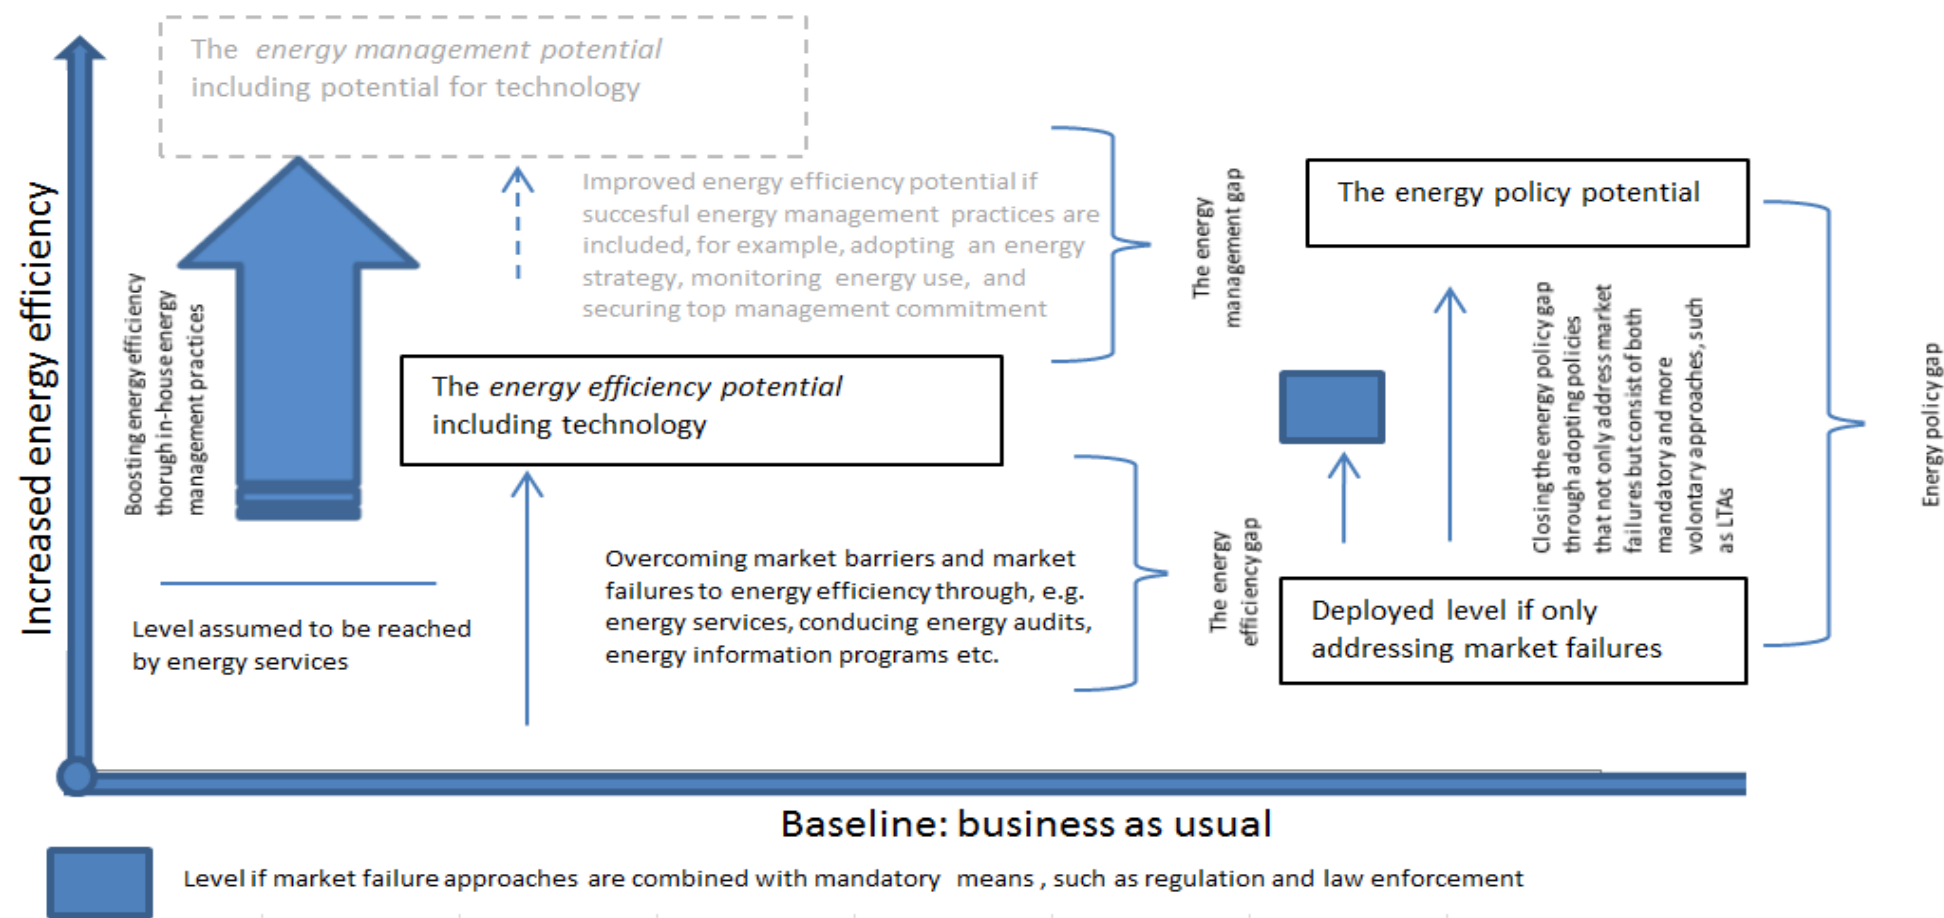 The energy management potential
including potential for technology
Increased energy efficiency
Boosting energy efficiency
thorugh in-house energy
management practices
Improved energy efficiency potential if
succesful energy management practices are
included, for example, adopting an energy
strategy, monitoring energy use, and
securing top management commitment
The energy
management gap
The energy efficiency potential
including technology
Level assumed to be reached
by energy services
Overcoming market barriers and market
failures to energy efficiency through, e.g.
energy services, conducing energy audits,
energy information programs etc.
The energy
efficiency gap
The energy policy potential
Closing the energy policy gap
through adopting policies
that not only address market
failures but consist of both
mandatory and more
volontary approaches, such
as LTAs
Deployed level if only
addressing market failures
Energy policy gap
Baseline: business as usual
Level if market failure approaches are combined with mandatory means , such as regulation and law enforcement